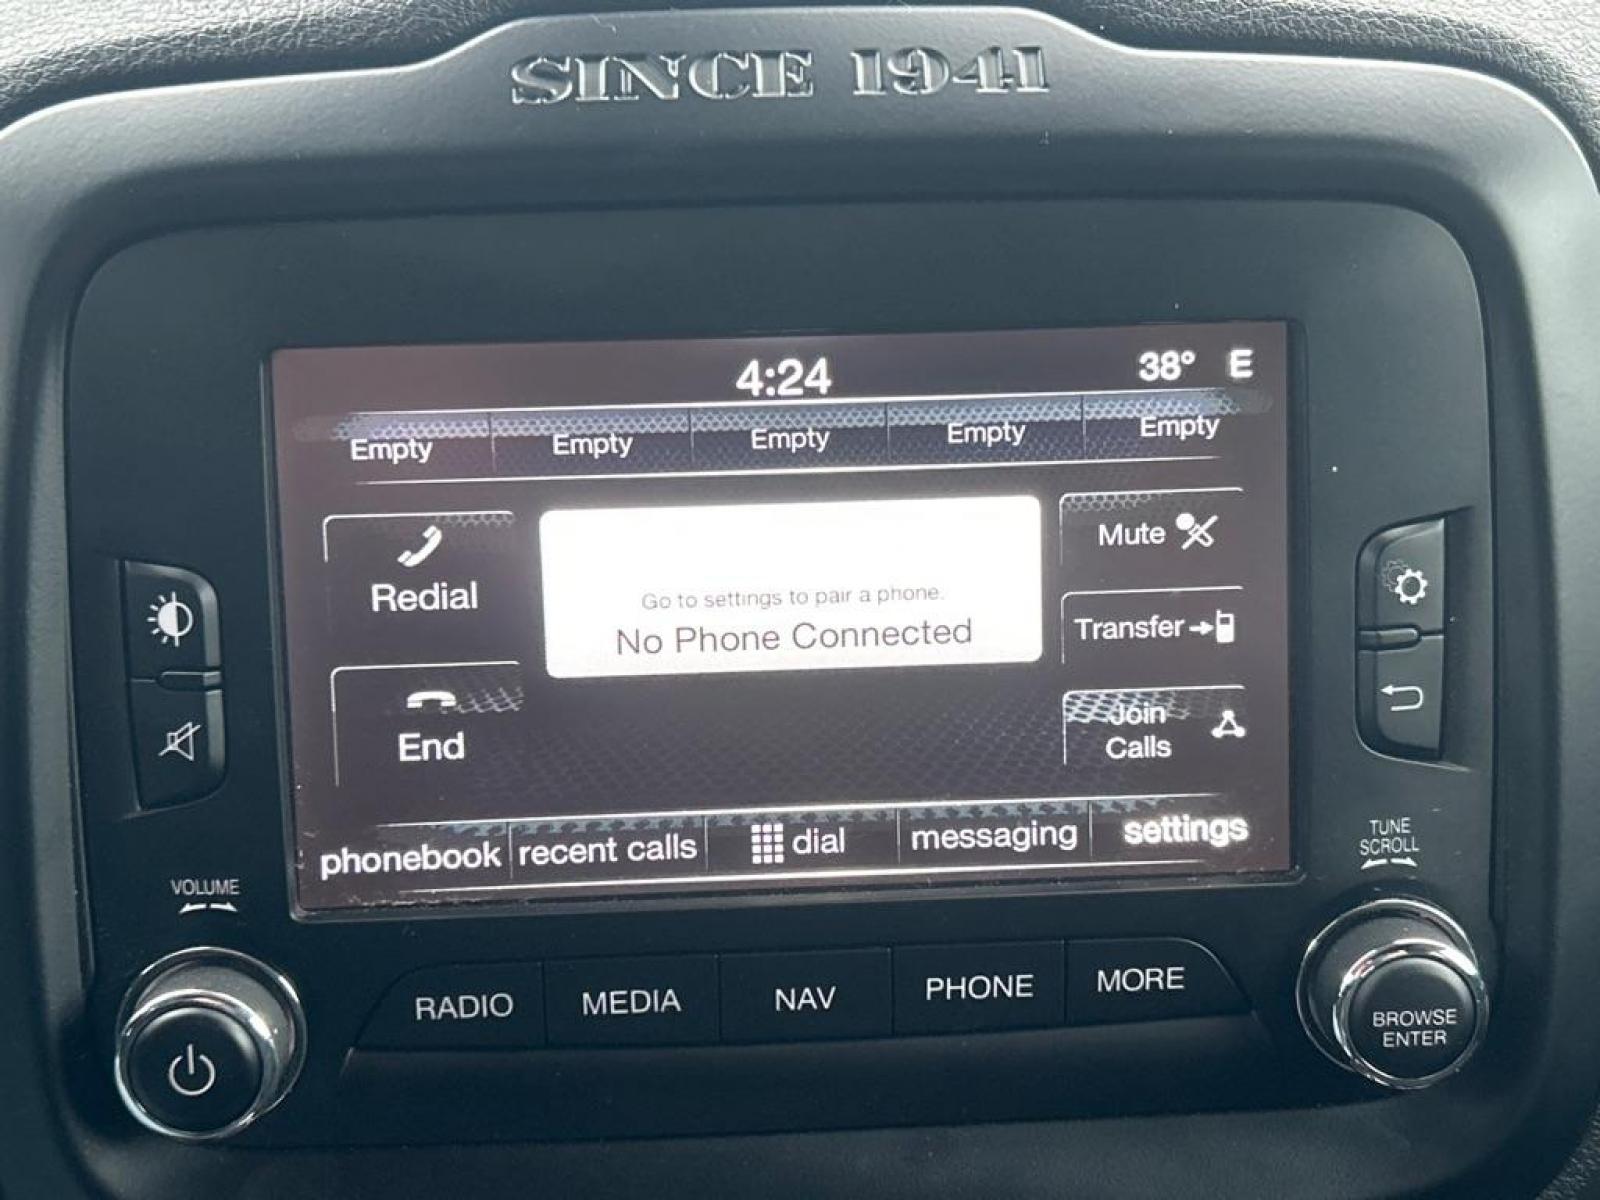 SINCE 1941
4:24
38° E
Empty Empty Empty Empty Empty
Redial
Go to settings to pair a phone.
No Phone Connected
Mute
Transfer
Join
Calls
End
phonebook recent calls dial messaging settings
VOLUME
TUNE
SCROLL
RADIO MEDIA NAV PHONE MORE
BROWSE
ENTER